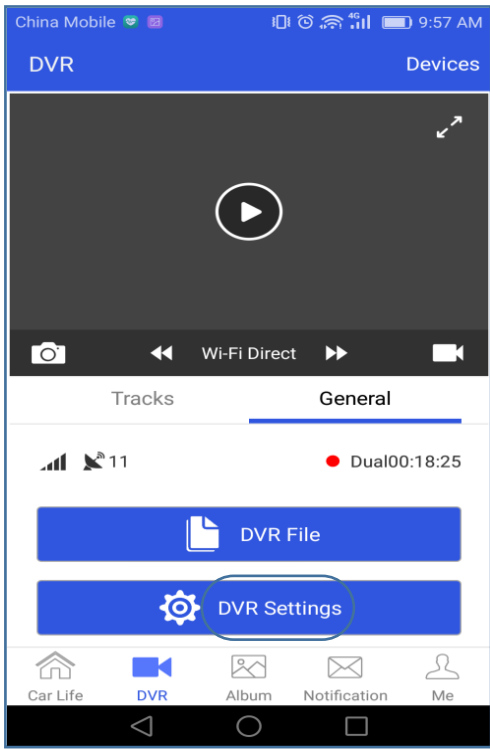 China Mobile 4G 9:57 AM
DVR Devices
Wi-Fi Direct
Tracks General
11 Dual00:18:25
DVR File
DVR Settings
Car Life DVR Album Notification Me